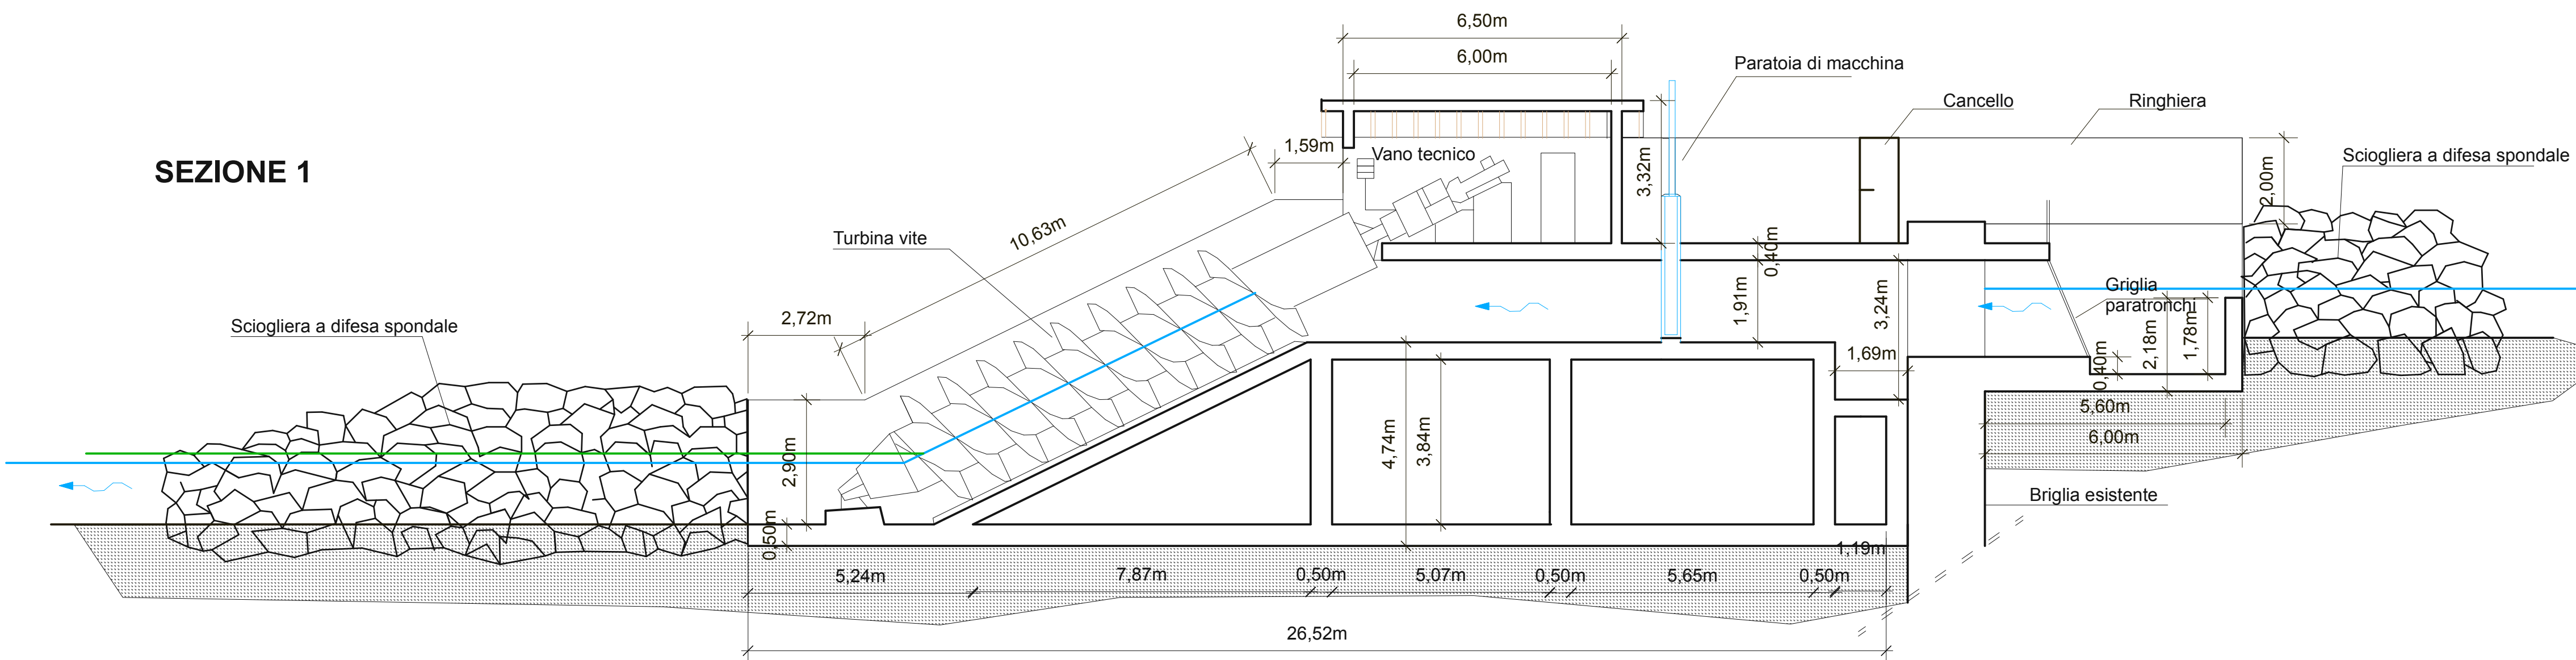 6,50m
6,00m
Paratoia di macchina
Cancello
Ringhiera
SEZIONE 1
1,59m
Vano tecnico
3,32m
2,00m
Sciogliera a difesa spondale
10,63m
Turbina vite
0,40m
1,91m
3,24m
Griglia
paratronchi
2,72m
Sciogliera a difesa spondale
1,69m
2,18m
1,78m
0,40m
5,60m
6,00m
2,90m
4,74m
3,84m
Briglia esistente
0,50m
1,19m
5,24m
7,87m
0,50m
5,07m
0,50m
5,65m
0,50m
26,52m